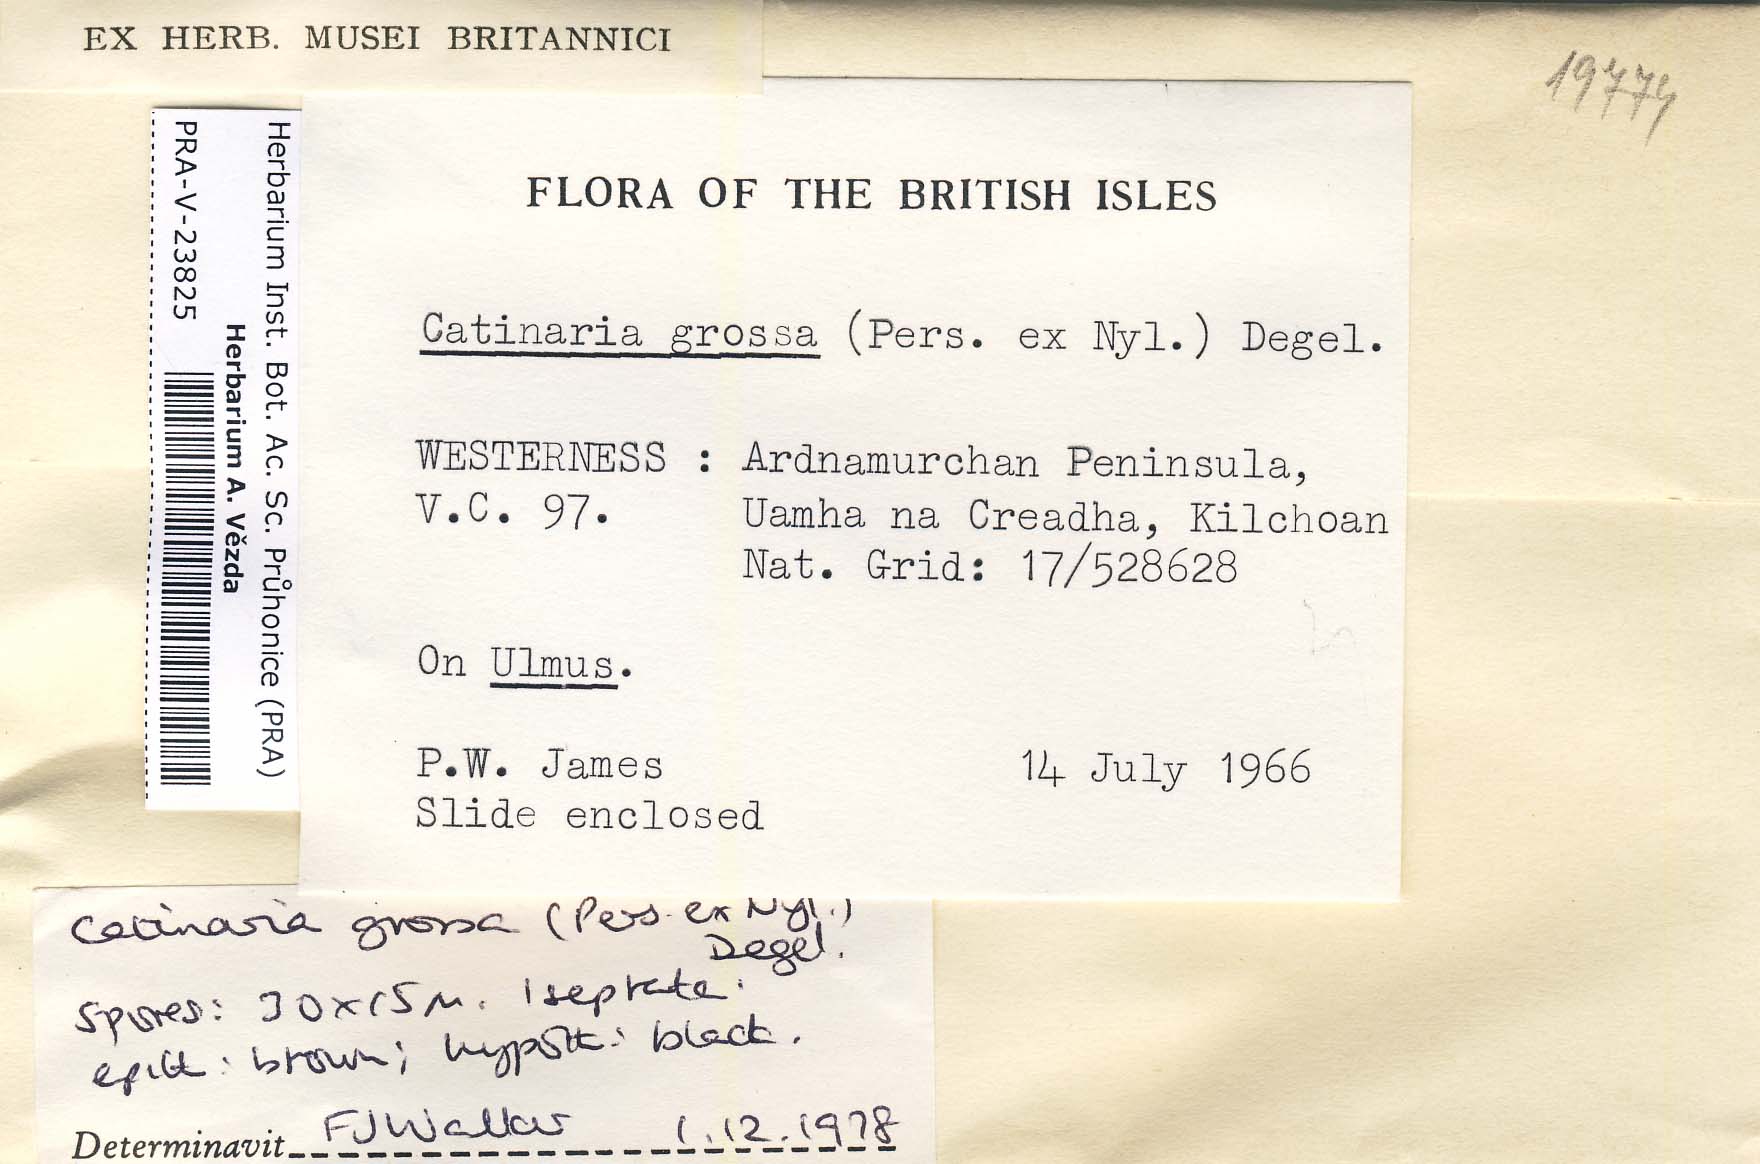 EX HERB. MUSEI BRITANNICI
19774
Herbarium Inst. Bot. Ac. Sc. Průhonice (PRA)
Herbarium A. Vězda
PRA-V-23825
FLORA OF THE BRITISH ISLES
Catinaria grossa (Pers. ex Nyl.) Degel.
WESTERNESS : Ardnamurchan Peninsula,
V.C. 97. Uamha na Creadha, Kilchoan
Nat. Grid: 17/528628
On Ulmus.
P.W. James 14 July 1966
Slide enclosed
Catinaria grossa (Pers. ex Nyl.)
Degel.
Spores: 30x15µ. 1septate.
epith: brown; hypoth: black.
Determinavit FJWalker 1.12.1978